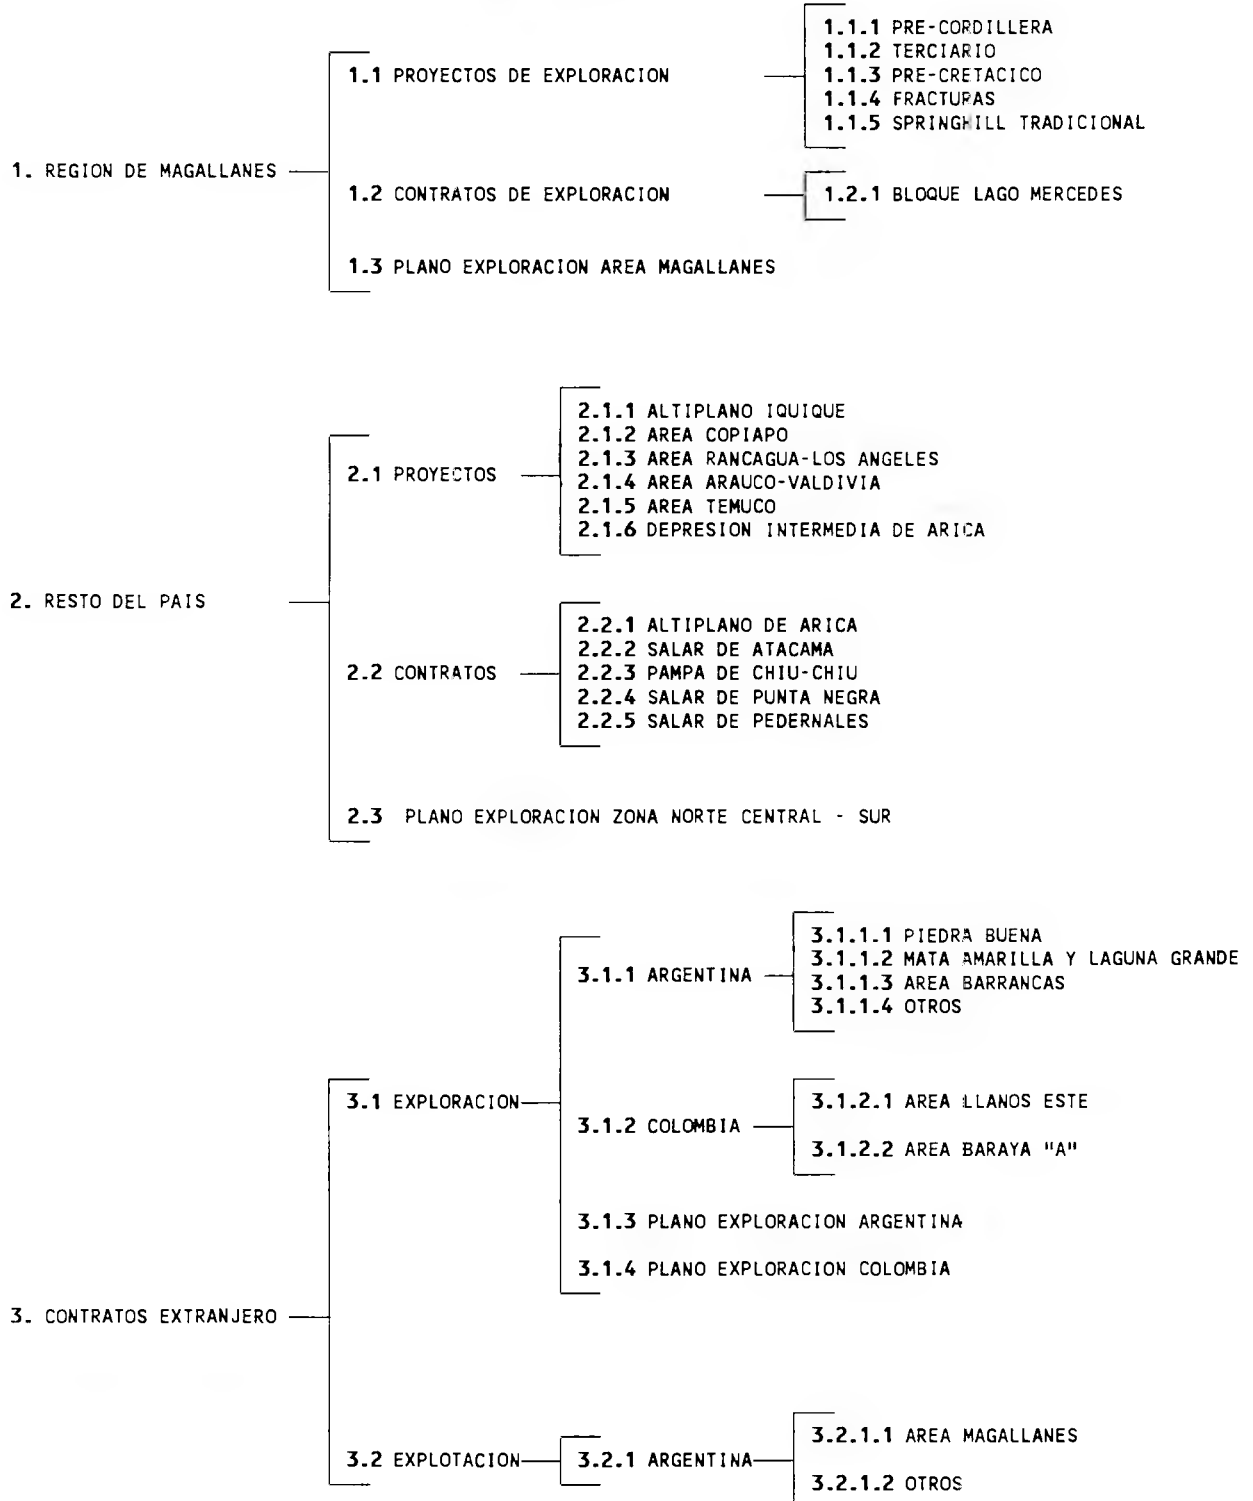 1. REGION DE MAGALLANES
1.1 PROYECTOS DE EXPLORACION
1.1.1 PRE-CORDILLERA
1.1.2 TERCIARIO
1.1.3 PRE-CRETACICO
1.1.4 FRACTURAS
1.1.5 SPRINGHILL TRADICIONAL
1.2 CONTRATOS DE EXPLORACION
1.2.1 BLOQUE LAGO MERCEDES
1.3 PLANO EXPLORACION AREA MAGALLANES
2. RESTO DEL PAIS
2.1 PROYECTOS
2.1.1 ALTIPLANO IQUIQUE
2.1.2 AREA COPIAPO
2.1.3 AREA RANCAGUA-LOS ANGELES
2.1.4 AREA ARAUCO-VALDIVIA
2.1.5 AREA TEMUCO
2.1.6 DEPRESION INTERMEDIA DE ARICA
2.2 CONTRATOS
2.2.1 ALTIPLANO DE ARICA
2.2.2 SALAR DE ATACAMA
2.2.3 PAMPA DE CHIU-CHIU
2.2.4 SALAR DE PUNTA NEGRA
2.2.5 SALAR DE PEDERNALES
2.3 PLANO EXPLORACION ZONA NORTE CENTRAL - SUR
3. CONTRATOS EXTRANJERO
3.1 EXPLORACION
3.1.1 ARGENTINA
3.1.1.1 PIEDRA BUENA
3.1.1.2 MATA AMARILLA Y LAGUNA GRANDE
3.1.1.3 AREA BARRANCAS
3.1.1.4 OTROS
3.1.2 COLOMBIA
3.1.2.1 AREA LLANOS ESTE
3.1.2.2 AREA BARAYA "A"
3.1.3 PLANO EXPLORACION ARGENTINA
3.1.4 PLANO EXPLORACION COLOMBIA
3.2 EXPLOTACION
3.2.1 ARGENTINA
3.2.1.1 AREA MAGALLANES
3.2.1.2 OTROS